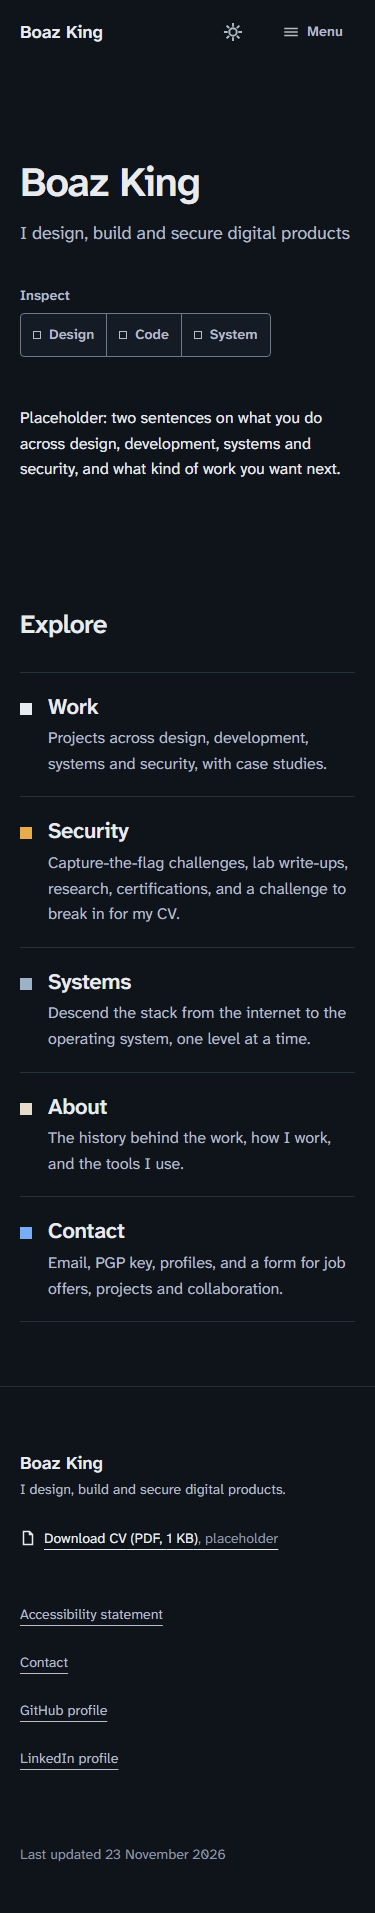 Boaz King
Menu
Boaz King
I design, build and secure digital products
Inspect
Design
Code
System
Placeholder: two sentences on what you do
across design, development, systems and
security, and what kind of work you want next.
Explore
Work
Projects across design, development,
systems and security, with case studies.
Security
Capture-the-flag challenges, lab write-ups,
research, certifications, and a challenge to
break in for my CV.
Systems
Descend the stack from the internet to the
operating system, one level at a time.
About
The history behind the work, how I work,
and the tools I use.
Contact
Email, PGP key, profiles, and a form for job
offers, projects and collaboration.
Boaz King
I design, build and secure digital products.
Download CV (PDF, 1 KB), placeholder
Accessibility statement
Contact
GitHub profile
LinkedIn profile
Last updated 23 November 2026